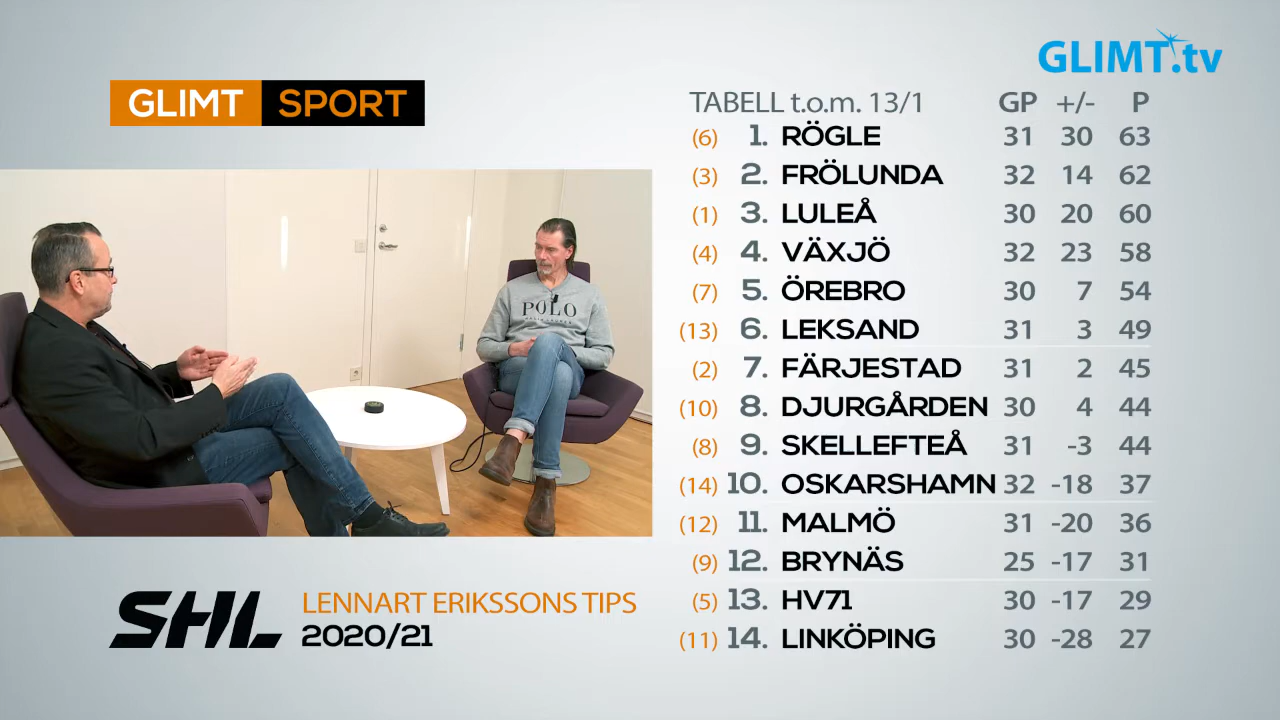 GLIMT.tv
GLIMT SPORT
TABELL t.o.m. 13/1 GP +/- P
(6) 1. RÖGLE 31 30 63
(3) 2. FRÖLUNDA 32 14 62
(1) 3. LULEÅ 30 20 60
(4) 4. VÄXJÖ 32 23 58
(7) 5. ÖREBRO 30 7 54
(13) 6. LEKSAND 31 3 49
(2) 7. FÄRJESTAD 31 2 45
(10) 8. DJURGÅRDEN 30 4 44
(8) 9. SKELLEFTEÅ 31 -3 44
(14) 10. OSKARSHAMN 32 -18 37
(12) 11. MALMÖ 31 -20 36
(9) 12. BRYNÄS 25 -17 31
(5) 13. HV71 30 -17 29
(11) 14. LINKÖPING 30 -28 27
POLO
SHL
LENNART ERIKSSONS TIPS
2020/21